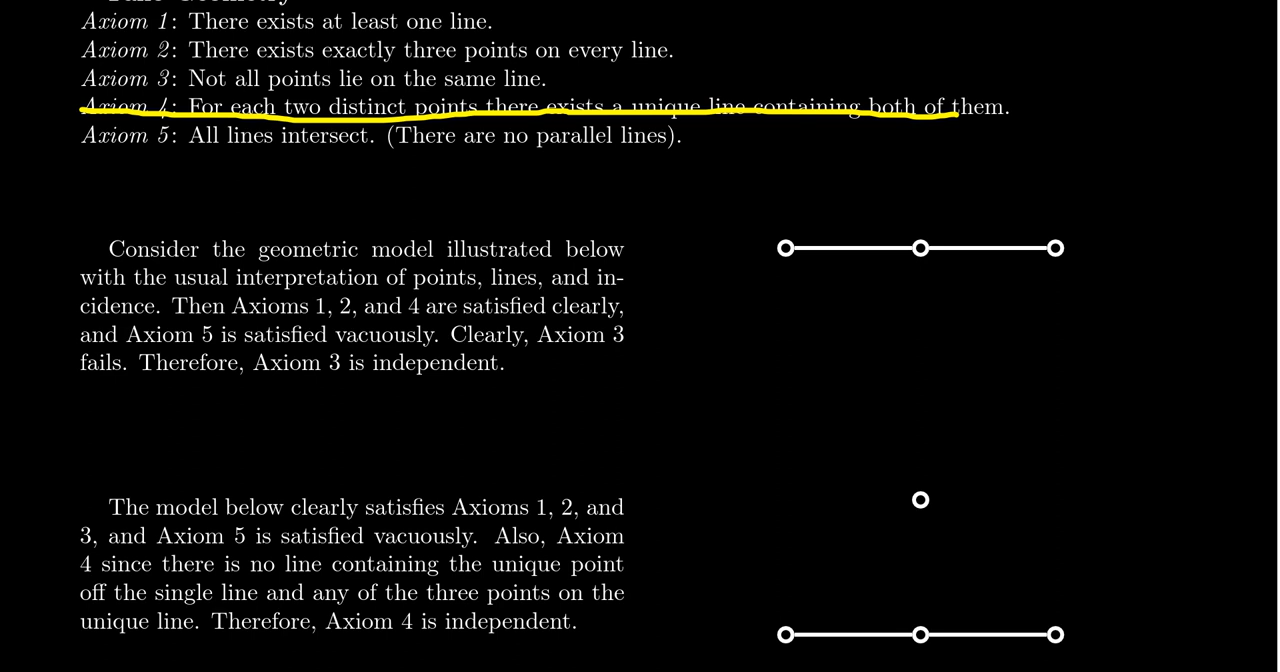 Axiom 1: There exists at least one line.
Axiom 2: There exists exactly three points on every line.
Axiom 3: Not all points lie on the same line.
Axiom 4: For each two distinct points there exists a unique line containing both of them.
Axiom 5: All lines intersect. (There are no parallel lines).
Consider the geometric model illustrated below
with the usual interpretation of points, lines, and in-
cidence. Then Axioms 1, 2, and 4 are satisfied clearly,
and Axiom 5 is satisfied vacuously. Clearly, Axiom 3
fails. Therefore, Axiom 3 is independent.
The model below clearly satisfies Axioms 1, 2, and
3, and Axiom 5 is satisfied vacuously. Also, Axiom
4 since there is no line containing the unique point
off the single line and any of the three points on the
unique line. Therefore, Axiom 4 is independent.